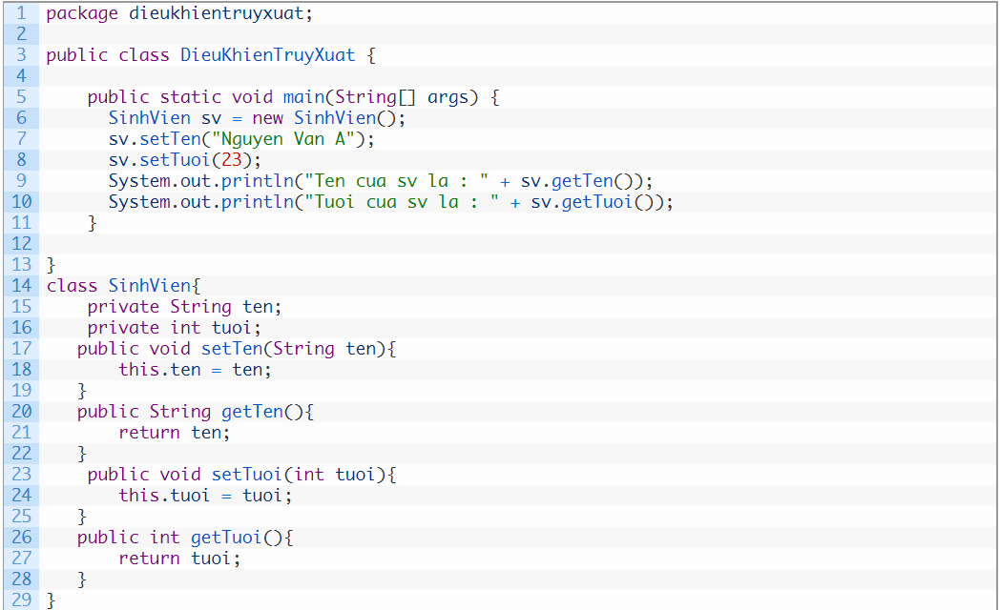 1 package dieukhientruyxuat;
2
3 public class DieuKhienTruyXuat {
4
5     public static void main(String[] args) {
6       SinhVien sv = new SinhVien();
7       sv.setTen("Nguyen Van A");
8       sv.setTuoi(23);
9       System.out.println("Ten cua sv la : " + sv.getTen());
10       System.out.println("Tuoi cua sv la : " + sv.getTuoi());
11     }
12
13 }
14 class SinhVien{
15     private String ten;
16     private int tuoi;
17    public void setTen(String ten){
18        this.ten = ten;
19    }
20    public String getTen(){
21        return ten;
22    }
23     public void setTuoi(int tuoi){
24        this.tuoi = tuoi;
25    }
26    public int getTuoi(){
27        return tuoi;
28    }
29 }